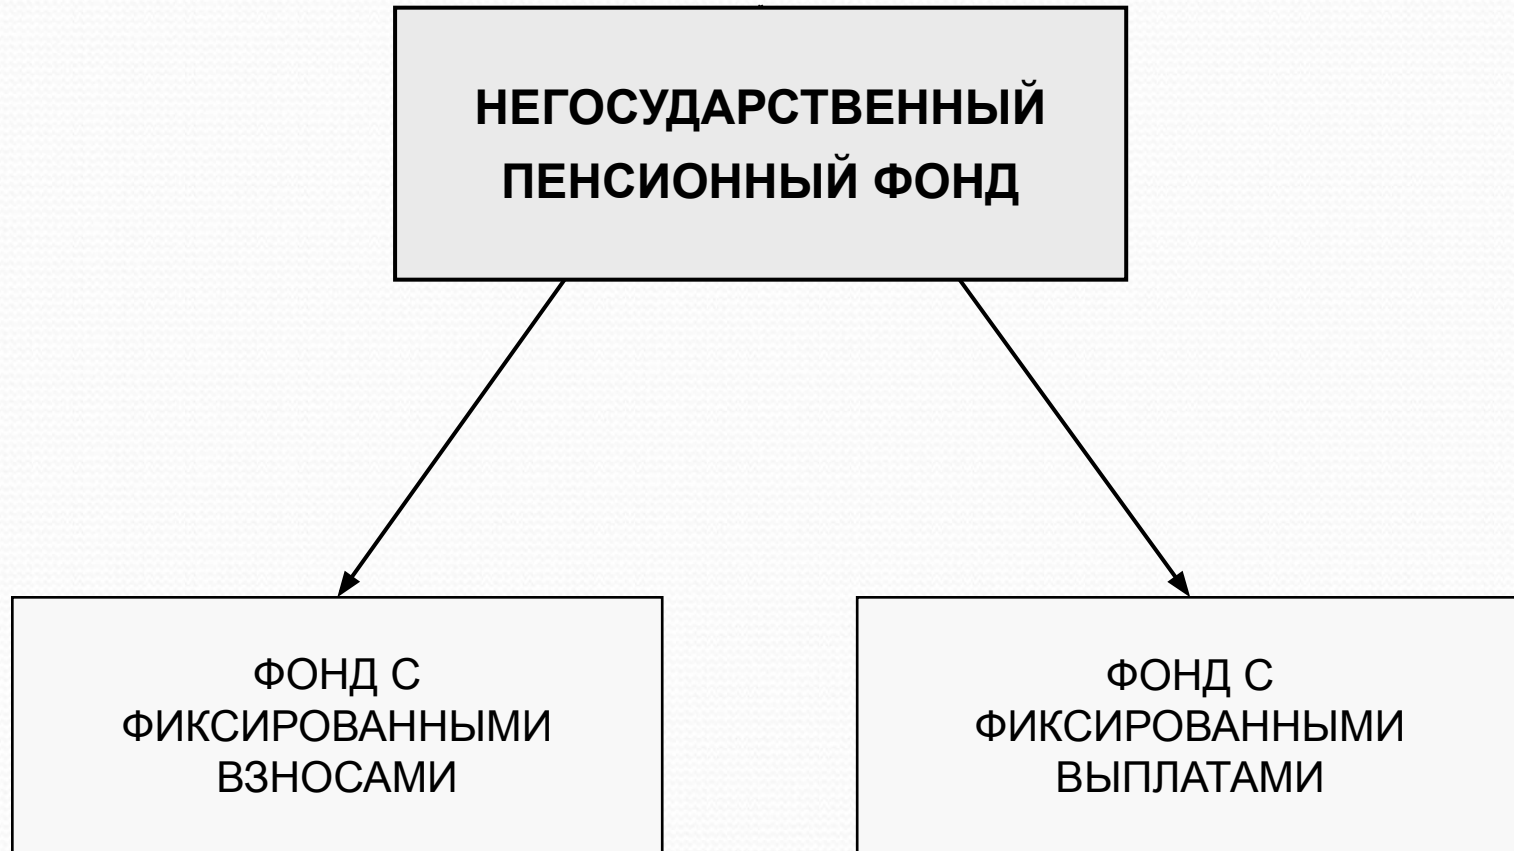 НЕГОСУДАРСТВЕННЫЙ
ПЕНСИОННЫЙ ФОНД
ФОНД С
ФИКСИРОВАННЫМИ
ВЗНОСАМИ
ФОНД С
ФИКСИРОВАННЫМИ
ВЫПЛАТАМИ